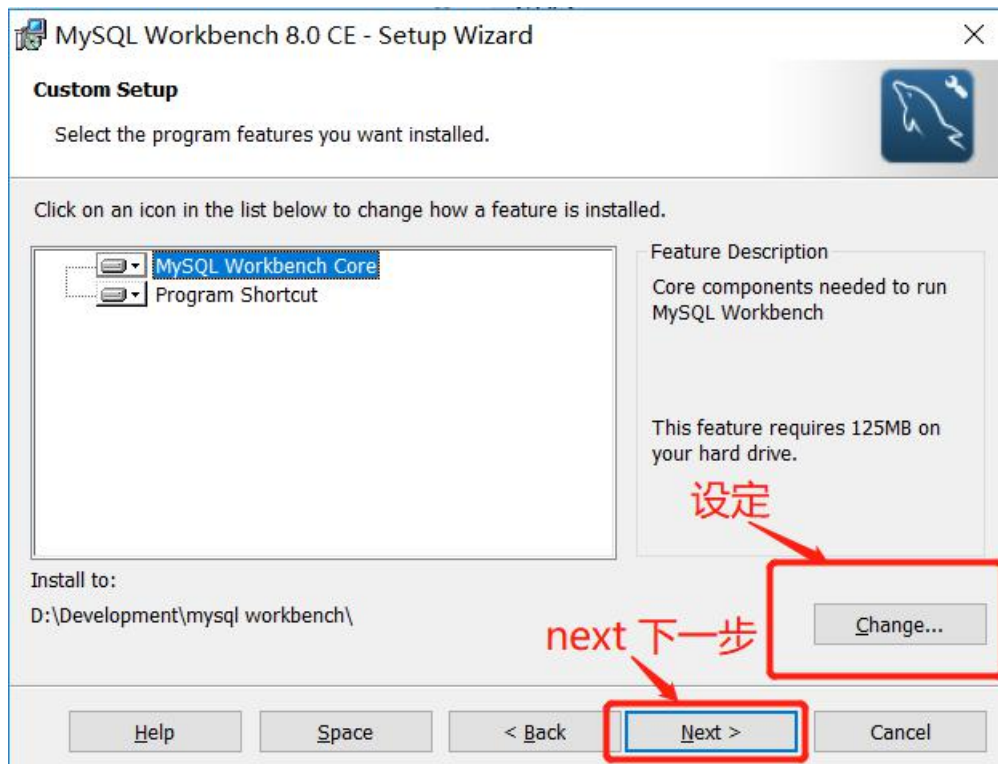 MySQL Workbench 8.0 CE - Setup Wizard
Custom Setup
Select the program features you want installed.
Click on an icon in the list below to change how a feature is installed.
MySQL Workbench Core
Program Shortcut
Feature Description
Core components needed to run
MySQL Workbench
This feature requires 125MB on
your hard drive.
设定
Install to:
D:\Development\mysql workbench\
Change...
next 下一步
Help
Space
< Back
Next >
Cancel